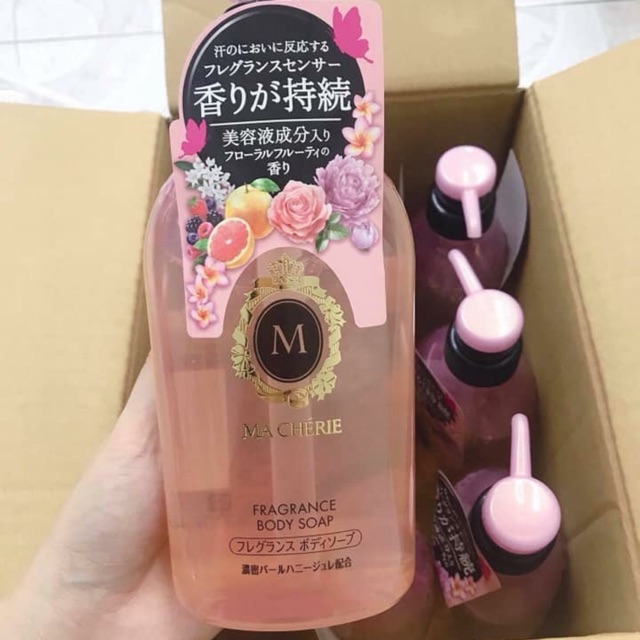 汗のにおいに反応する
フレグランスセンサー
香りが持続
美容液成分入り
フローラルフルーティの
香り
M
MA CHÉRIE
FRAGRANCE
BODY SOAP
フレグランス ボディソープ
濃密パールハニージュレ配合